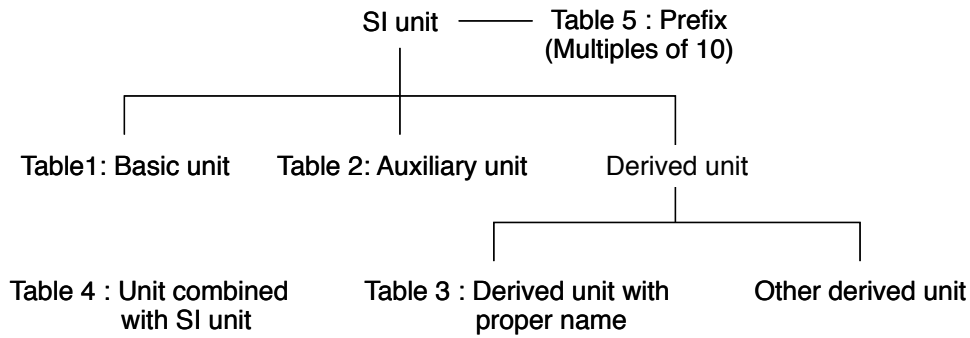 SI unit
Table 5 : Prefix
(Multiples of 10)
Table1: Basic unit
Table 2: Auxiliary unit
Derived unit
Table 4 : Unit combined
with SI unit
Table 3 : Derived unit with
proper name
Other derived unit